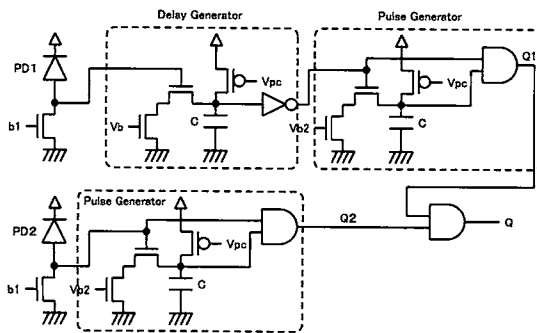 Delay Generator
Pulse Generator
PD1
Vpc
Vpc
Q1
b1
Vb
C
Vb2
C
Pulse Generator
PD2
Vpc
Q2
Q
b1
Vb2
C